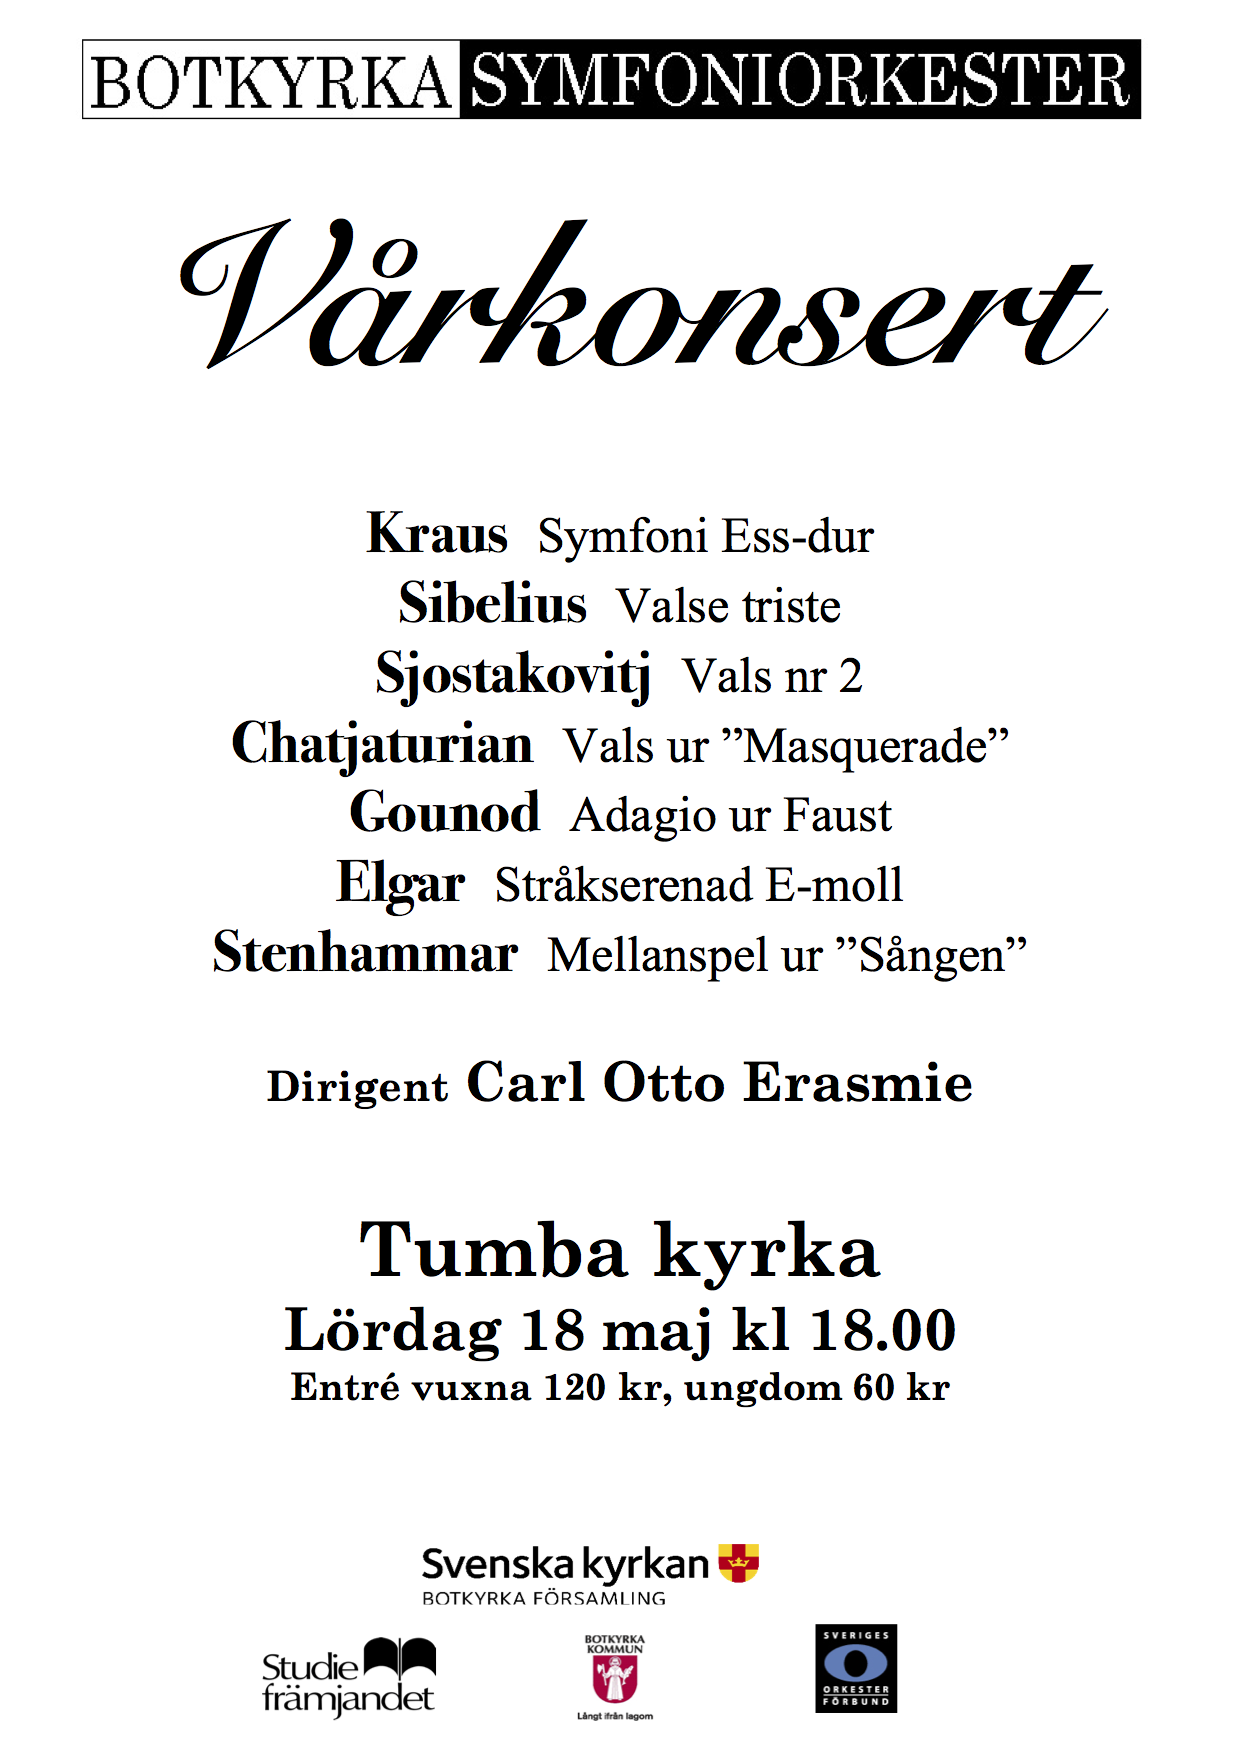 BOTKYRKA SYMFONIORKESTER
Vårkonsert
Kraus Symfoni Ess-dur
Sibelius Valse triste
Sjostakovitj Vals nr 2
Chatjaturian Vals ur ”Masquerade”
Gounod Adagio ur Faust
Elgar Stråkserenad E-moll
Stenhammar Mellanspel ur ”Sången”
Dirigent Carl Otto Erasmie
Tumba kyrka
Lördag 18 maj kl 18.00
Entré vuxna 120 kr, ungdom 60 kr
Svenska kyrkan
BOTKYRKA FÖRSAMLING
Studie
främjandet
BOTKYRKA
KOMMUN
Långt ifrån lagom
SVERIGES
ORKESTER
FÖRBUND